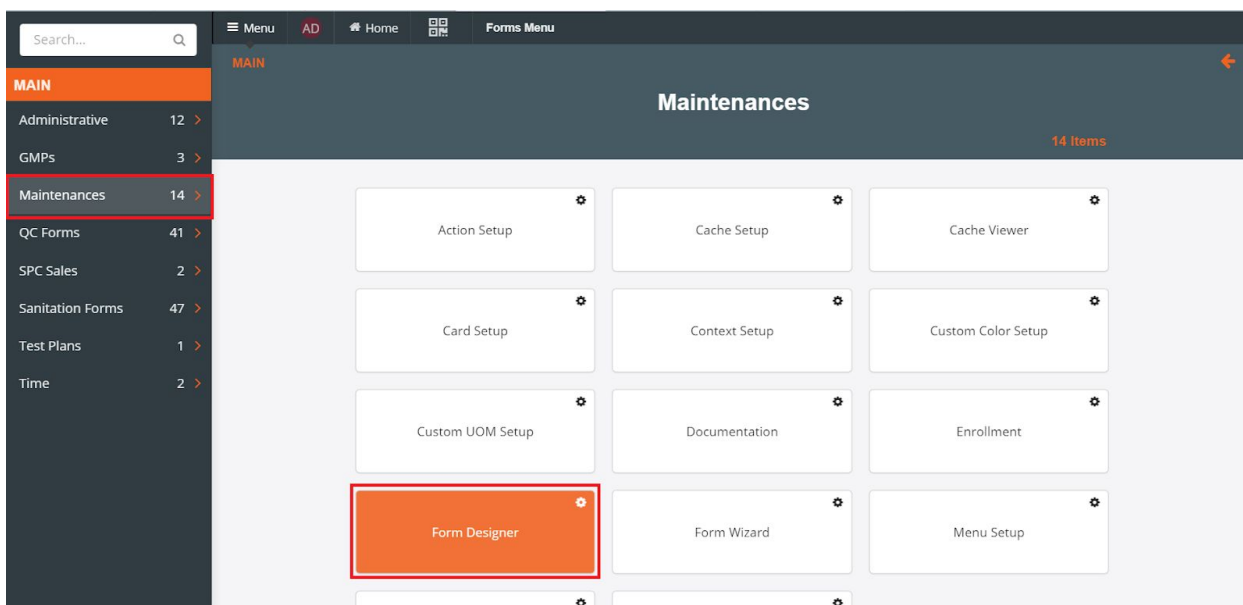 Search...
Menu AD Home Forms Menu
MAIN
Maintenances
14 Items
MAIN
Administrative 12
GMPs 3
Maintenances 14
QC Forms 41
SPC Sales 2
Sanitation Forms 47
Test Plans 1
Time 2
Action Setup Cache Setup Cache Viewer
Card Setup Context Setup Custom Color Setup
Custom UOM Setup Documentation Enrollment
Form Designer Form Wizard Menu Setup